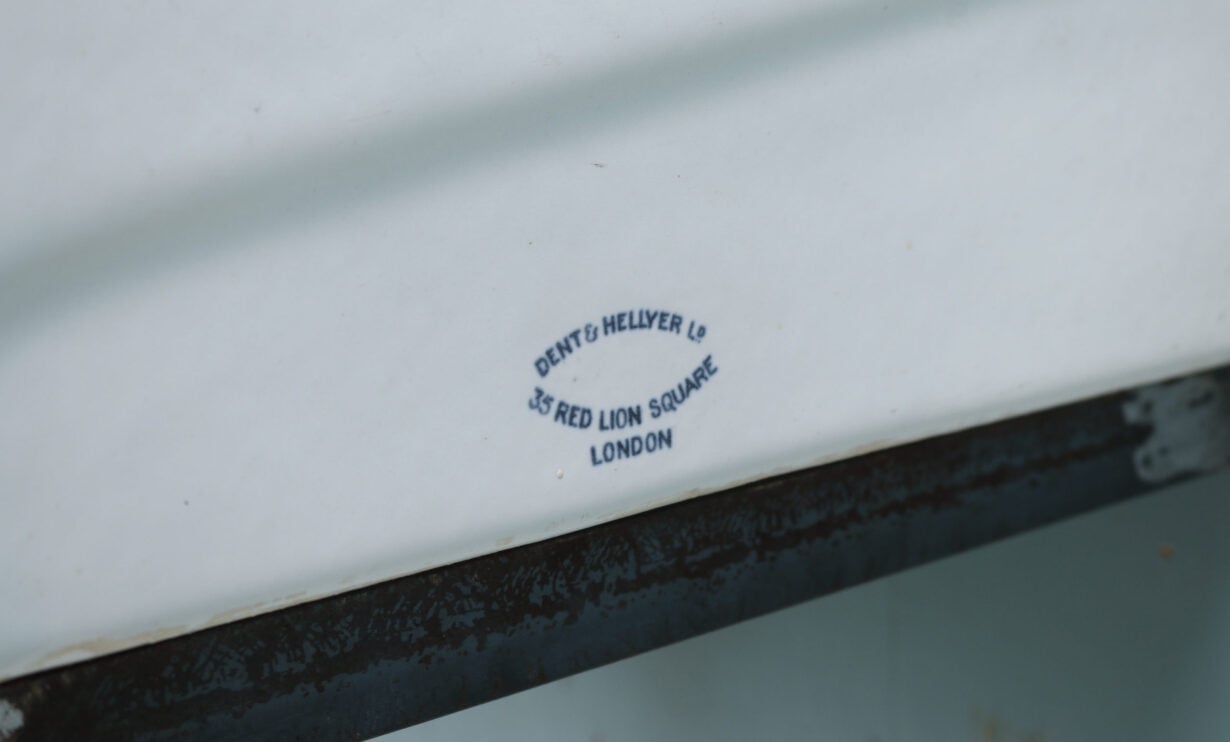 DENT & HELLYER LD
35 RED LION SQUARE
LONDON